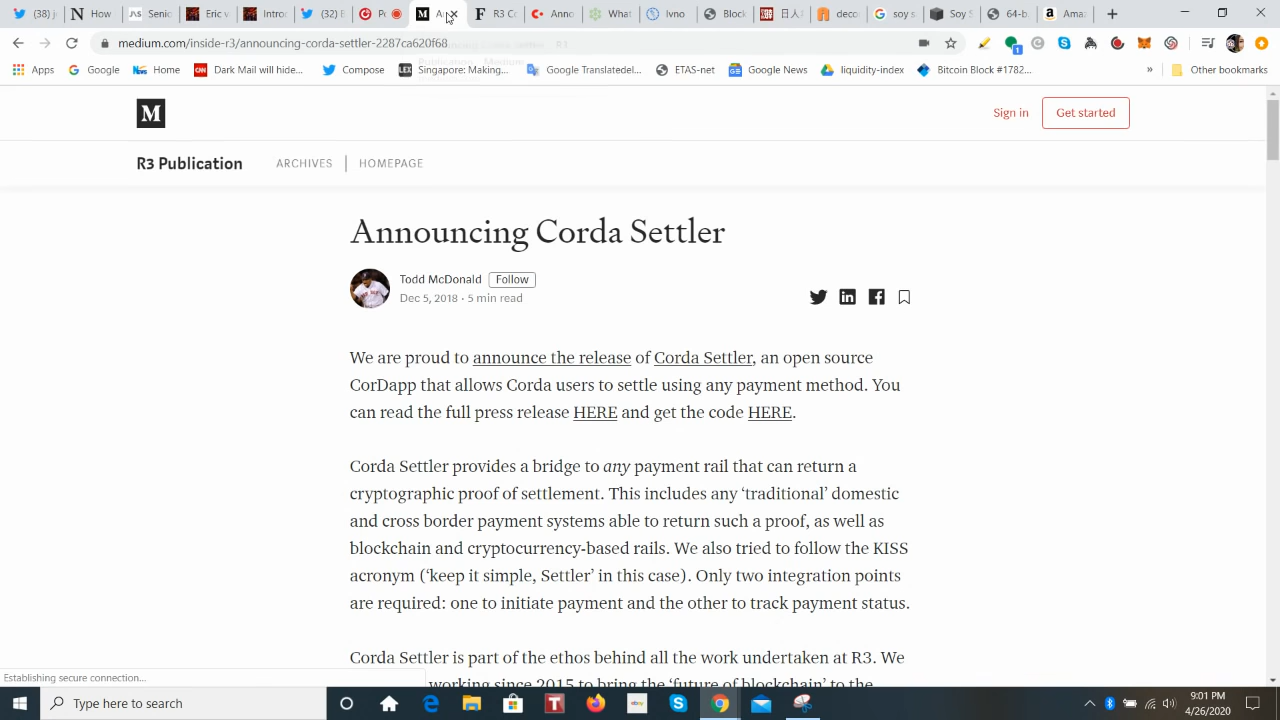 (38) j
N
How
Senic
Eric v
Intro
(32) E
Po
M
A
F
R3 C
Anno
What
Ivno
Block
日人
deco
soy s
Soy S
64-b
a
Ama
medium.com/inside-r3/announcing-corda-settler-2287ca620f68
Apps
Google
Home
CNN
Dark Mail will hide...
Compose
LEX
Singapore: Making...
Google Translatedel...
ETAS-net
Google News
liquidity-index
Bitcoin Block #1782...
»
Other bookmarks
M
Sign in
Get started
R3 Publication
ARCHIVES
HOMEPAGE
Announcing Corda Settler
Todd McDonald
Follow
Dec 5, 2018 · 5 min read
We are proud to announce the release of Corda Settler, an open source
CorDapp that allows Corda users to settle using any payment method. You
can read the full press release HERE and get the code HERE.
Corda Settler provides a bridge to any payment rail that can return a
cryptographic proof of settlement. This includes any ‘traditional’ domestic
and cross border payment systems able to return such a proof, as well as
blockchain and cryptocurrency-based rails. We also tried to follow the KISS
acronym (‘keep it simple, Settler’ in this case). Only two integration points
are required: one to initiate payment and the other to track payment status.
Corda Settler is part of the ethos behind all the work undertaken at R3. We
working since 2015 to bring the ‘future of blockchain’ to the
Establishing secure connection...
Type here to search
9:01 PM
4/26/2020